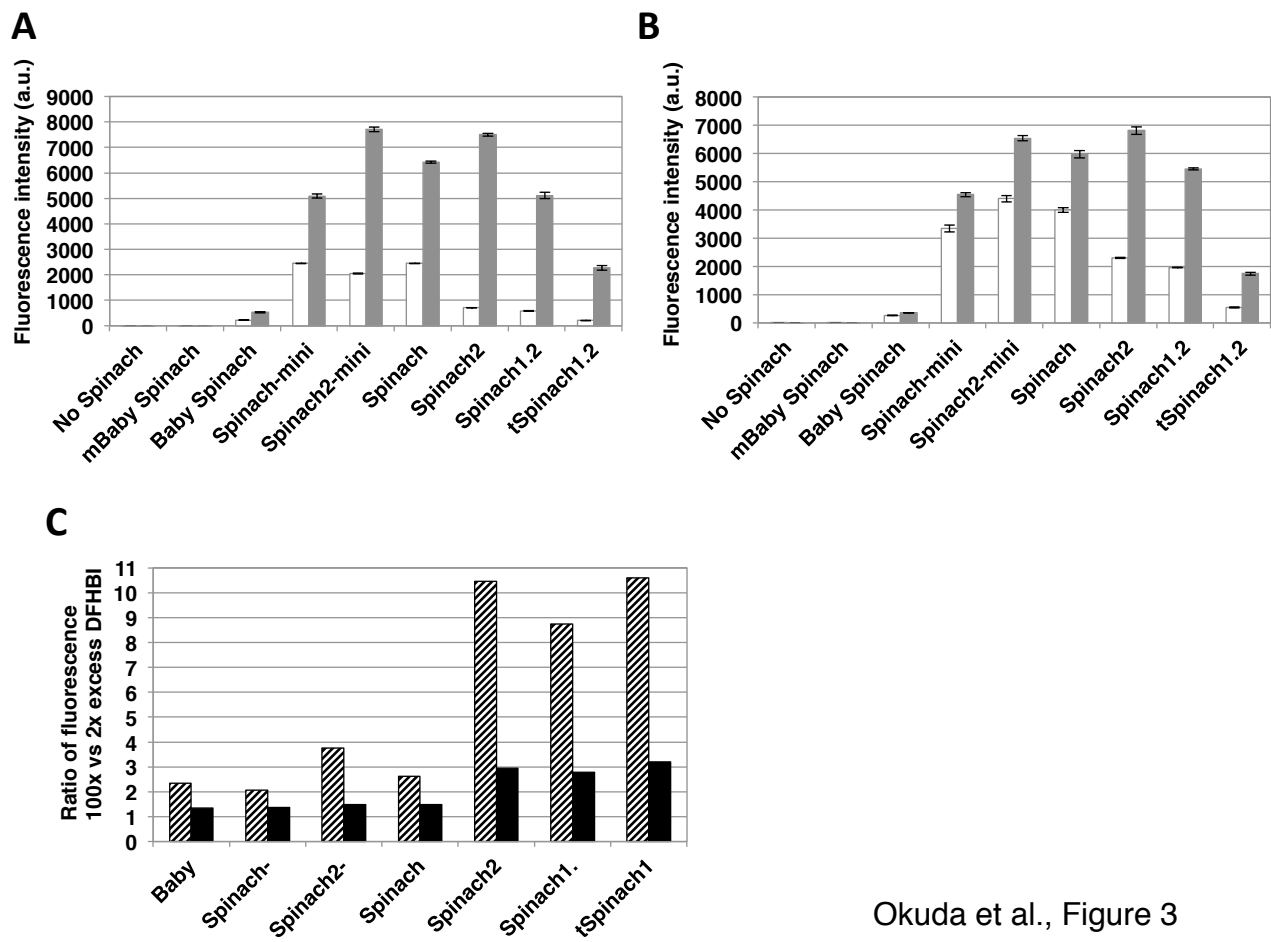 A
Fluorescence intensity (a.u.)
9000
8000
7000
6000
5000
4000
3000
2000
1000
0
No Spinach
mBaby Spinach
Baby Spinach
Spinach-mini
Spinach2-mini
Spinach
Spinach2
Spinach1.2
tSpinach1.2
B
Fluorescence intensity (a.u.)
8000
7000
6000
5000
4000
3000
2000
1000
0
No Spinach
mBaby Spinach
Baby Spinach
Spinach-mini
Spinach2-mini
Spinach
Spinach2
Spinach1.2
tSpinach1.2
C
Ratio of fluorescence
100x vs 2x excess DFHBI
11
10
9
8
7
6
5
4
3
2
1
0
Baby
Spinach-
Spinach2-
Spinach
Spinach2
Spinach1.
tSpinach1
Okuda et al., Figure 3